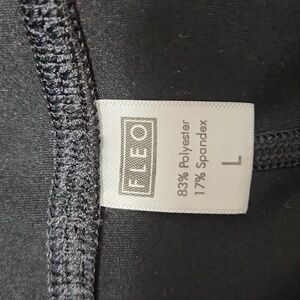 FLEO
83% Polyester
17% Spandex
L